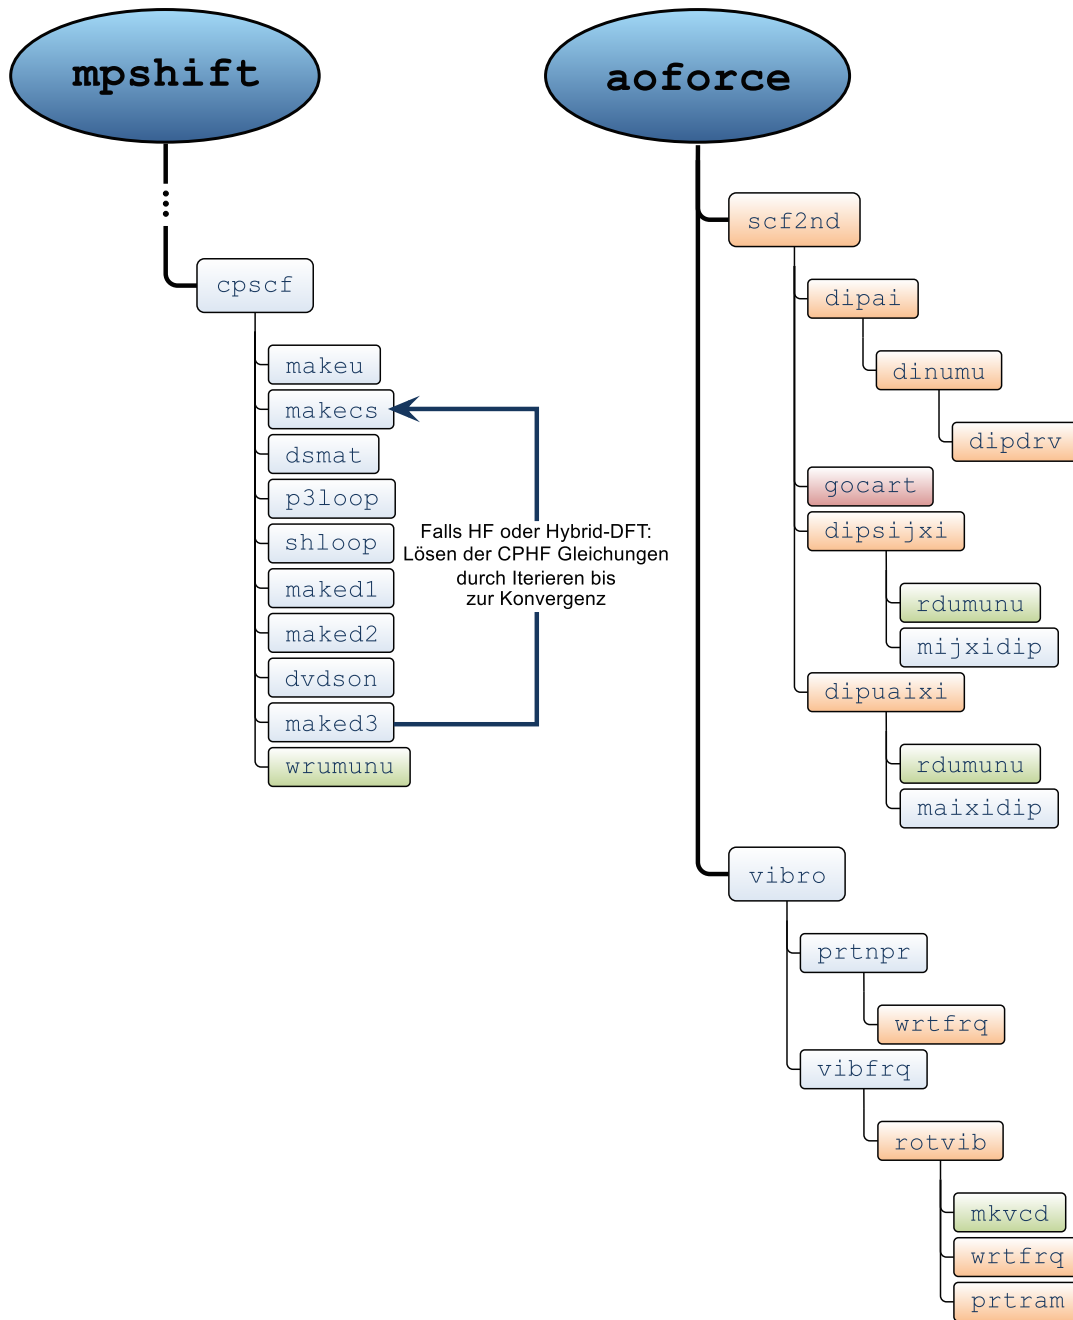 mpshift
cpscf
makeu
makecs
dsmat
p3loop
shloop
maked1
maked2
dvdson
maked3
wrumunu
Falls HF oder Hybrid-DFT:
Lösen der CPHF Gleichungen
durch Iterieren bis
zur Konvergenz
aoforce
scf2nd
dipai
dinumu
dipdrv
gocart
dipsijxi
rdumunu
mijxidip
dipuaixi
rdumunu
maixidip
vibro
prtnpr
wrtfrq
vibfrq
rotvib
mkvcd
wrtfrq
prtram